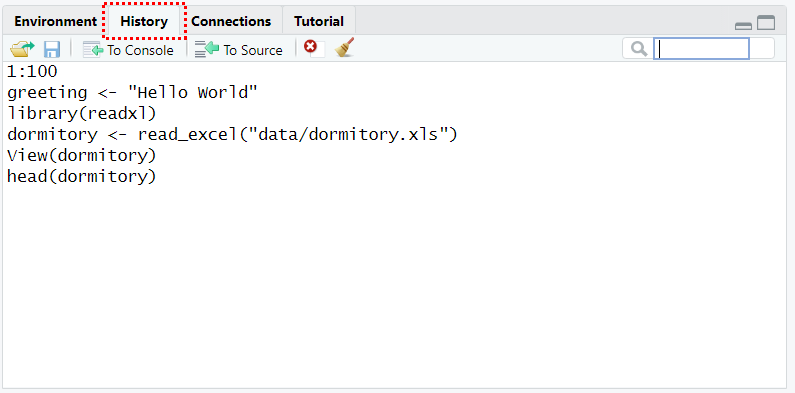 Environment History Connections Tutorial
To Console To Source
1:100
greeting <- "Hello World"
library(readxl)
dormitory <- read_excel("data/dormitory.xls")
View(dormitory)
head(dormitory)